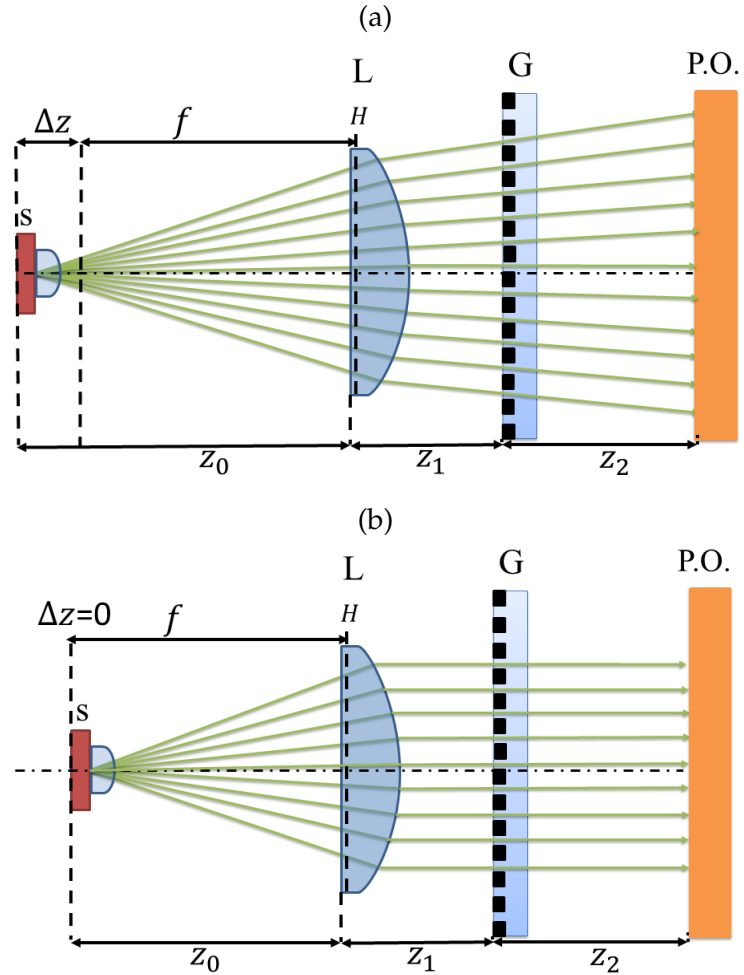 (a)
L G P.O.
Δz f H
s
z₀ z₁ z₂
(b)
L G P.O.
Δz=0 f H
s
z₀ z₁ z₂